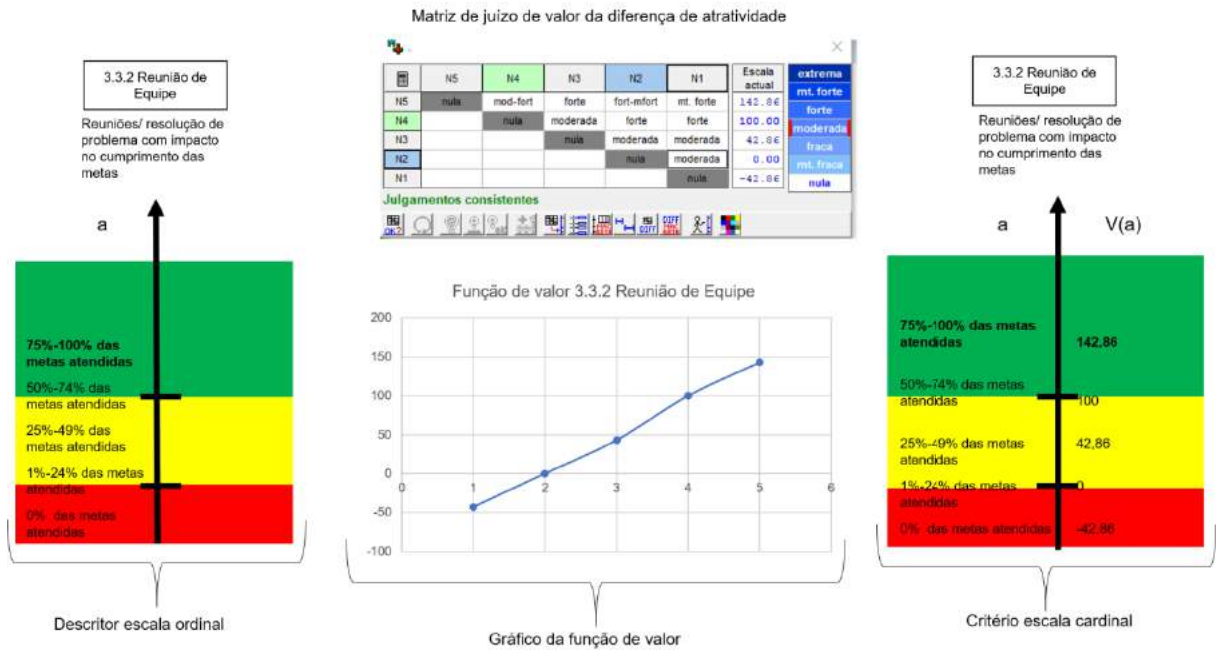 Matriz de juízo de valor da diferença de atratividade
3.3.2 Reunião de
Equipe
Reuniões/ resolução de
problema com impacto
no cumprimento das
metas
a
75%-100% das
metas atendidas
50%-74% das
metas atendidas
25%-49% das
metas atendidas
1%-24% das metas
atendidas
0% das metas
atendidas
Descritor escala ordinal
N5 N4 N3 N2 N1 Escala
actual
N5 nula mod-fort forte fort-mfort mt. forte 142.86
N4 nula moderada forte forte 100.00
N3 nula moderada moderada 42.86
N2 nula moderada 0.00
N1 nula -42.86
extrema
mt. forte
forte
moderada
fraca
mt. fraca
nula
Julgamentos consistentes
OK?
DIFF
DIFF
Função de valor 3.3.2 Reunião de Equipe
200
150
100
50
0
-50
-100
0 1 2 3 4 5 6
Gráfico da função de valor
3.3.2 Reunião de
Equipe
Reuniões/ resolução de
problema com impacto
no cumprimento das
metas
a V(a)
75%-100% das metas
atendidas 142,86
50%-74% das metas
atendidas 100
25%-49% das metas 42,86
atendidas
1%-24% das metas 0
atendidas
0% das metas atendidas -42,86
Critério escala cardinal